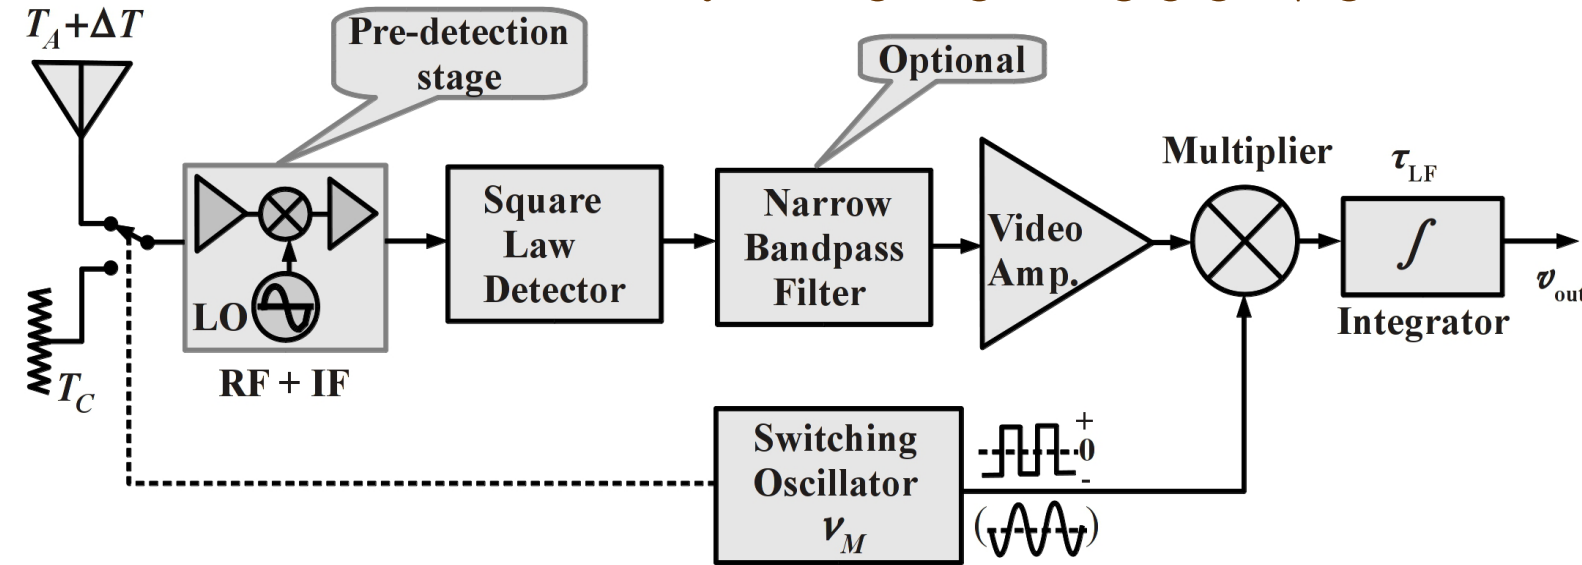 T_A+ΔT
Pre-detection
stage
Optional
Multiplier
τ_LF
Square
Law
Detector
Narrow
Bandpass
Filter
Video
Amp.
∫
v_out
Integrator
LO
RF + IF
T_C
Switching
Oscillator
ν_M
+
0
-
( )